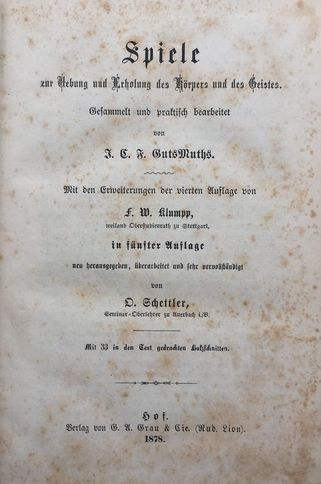 Spiele
zur Uebung und Erholung des Körpers und des Geistes.
Gesammelt und praktisch bearbeitet
von
J. C. F. GutsMuths.
Mit den Erweiterungen der vierten Auflage von
F. W. Klumpp,
weiland Oberstudienrath zu Stuttgart,
in fünfter Auflage
neu herausgegeben, überarbeitet und sehr vervollständigt
von
O. Schettler,
Seminar-Oberlehrer zu Auerbach i./V.
Mit 33 in den Text gedruckten Holzschnitten.
Hof.
Verlag von G. A. Grau & Cie. (Rud. Lion).
1878.